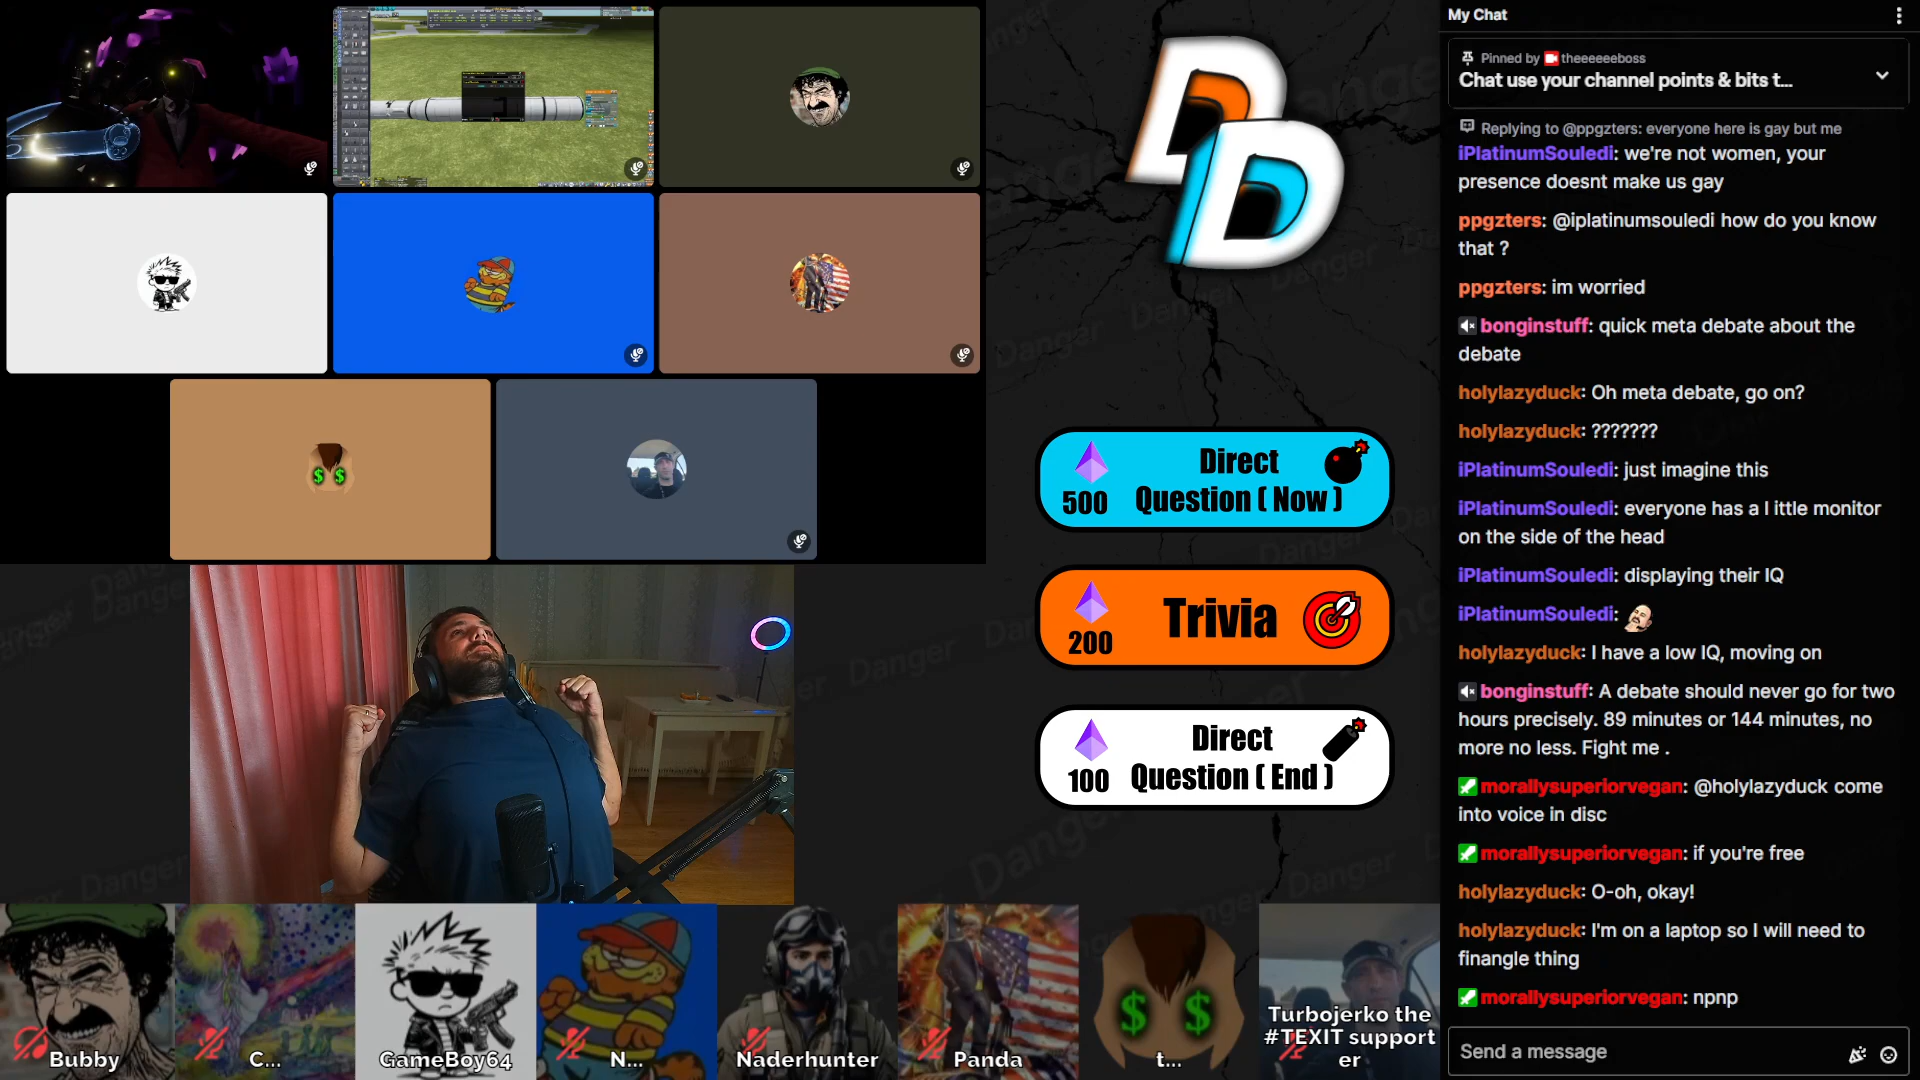 My Chat
Pinned by theeeeeeboss
Chat use your channel points & bits t...
Replying to @ppgzters: everyone here is gay but me
iPlatinumSouledi: we're not women, your
presence doesnt make us gay
ppgzters: @iplatinumsouledi how do you know
that ?
ppgzters: im worried
bonginstuff: quick meta debate about the
debate
holylazyduck: Oh meta debate, go on?
holylazyduck: ???????
iPlatinumSouledi: just imagine this
iPlatinumSouledi: everyone has a l ittle monitor
on the side of the head
iPlatinumSouledi: displaying their IQ
iPlatinumSouledi:
holylazyduck: I have a low IQ, moving on
bonginstuff: A debate should never go for two
hours precisely. 89 minutes or 144 minutes, no
more no less. Fight me .
morallysuperiorvegan: @holylazyduck come
into voice in disc
morallysuperiorvegan: if you're free
holylazyduck: O-oh, okay!
holylazyduck: I'm on a laptop so I will need to
finangle thing
morallysuperiorvegan: npnp
Send a message
DD
500
Direct
Question ( Now )
200
Trivia
100
Direct
Question ( End )
Danger
Bubby
C...
GameBoy64
N...
Naderhunter
Panda
$ $
t...
Turbojerko the
#TEXIT support
er